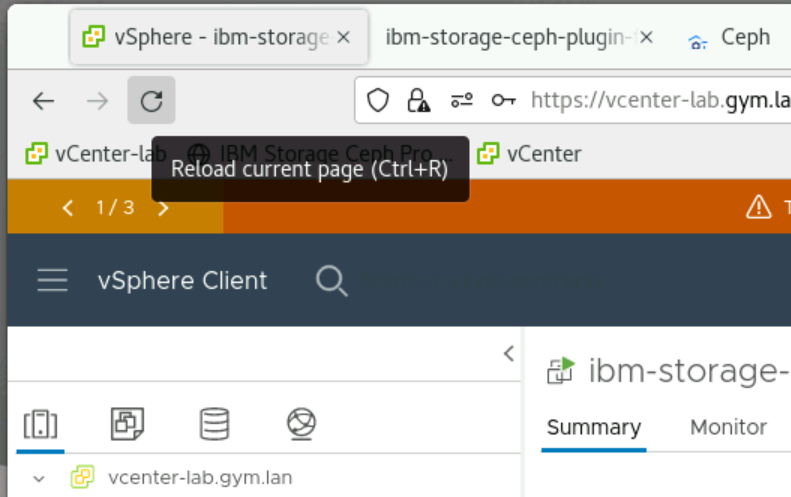 vSphere - ibm-storage
ibm-storage-ceph-plugin-
Ceph
https://vcenter-lab.gym.la
vCenter-lab
IBM Storage Ceph Pro...
vCenter
Reload current page (Ctrl+R)
1 / 3
vSphere Client
ibm-storage-
Summary
Monitor
vcenter-lab.gym.lan